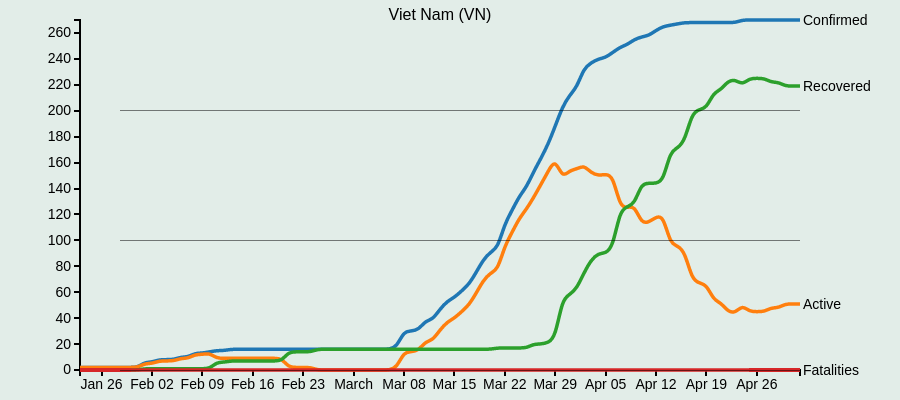 Viet Nam (VN)
260
240
220
200
180
160
140
120
100
80
60
40
20
0
Confirmed
Recovered
Active
Fatalities
Jan 26 Feb 02 Feb 09 Feb 16 Feb 23 March Mar 08 Mar 15 Mar 22 Mar 29 Apr 05 Apr 12 Apr 19 Apr 26